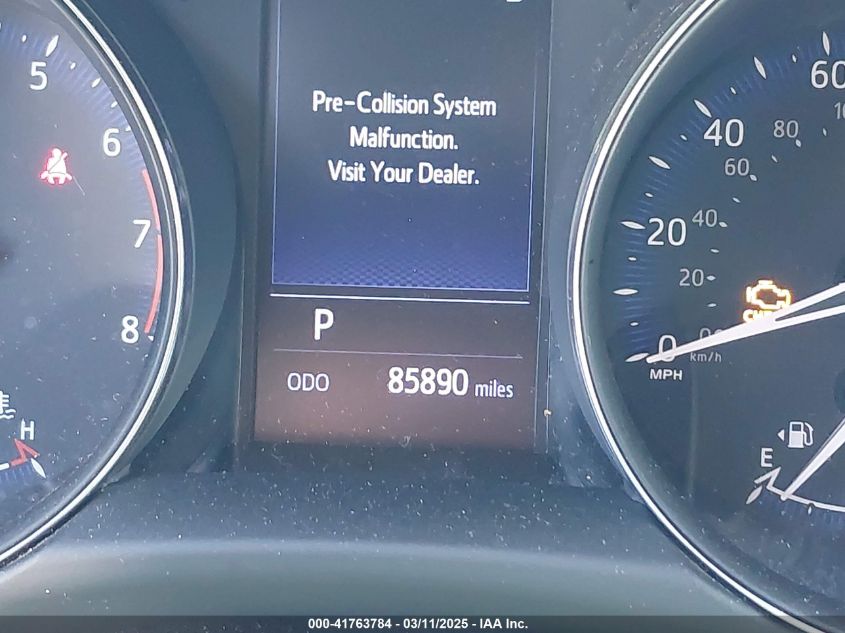 5
6
7
8
H
Pre-Collision System
Malfunction.
Visit Your Dealer.
P
ODO 85890 miles
60
40 80
60
20 40
20
0
km/h
MPH
E
000-41763784 - 03/11/2025 - IAA Inc.